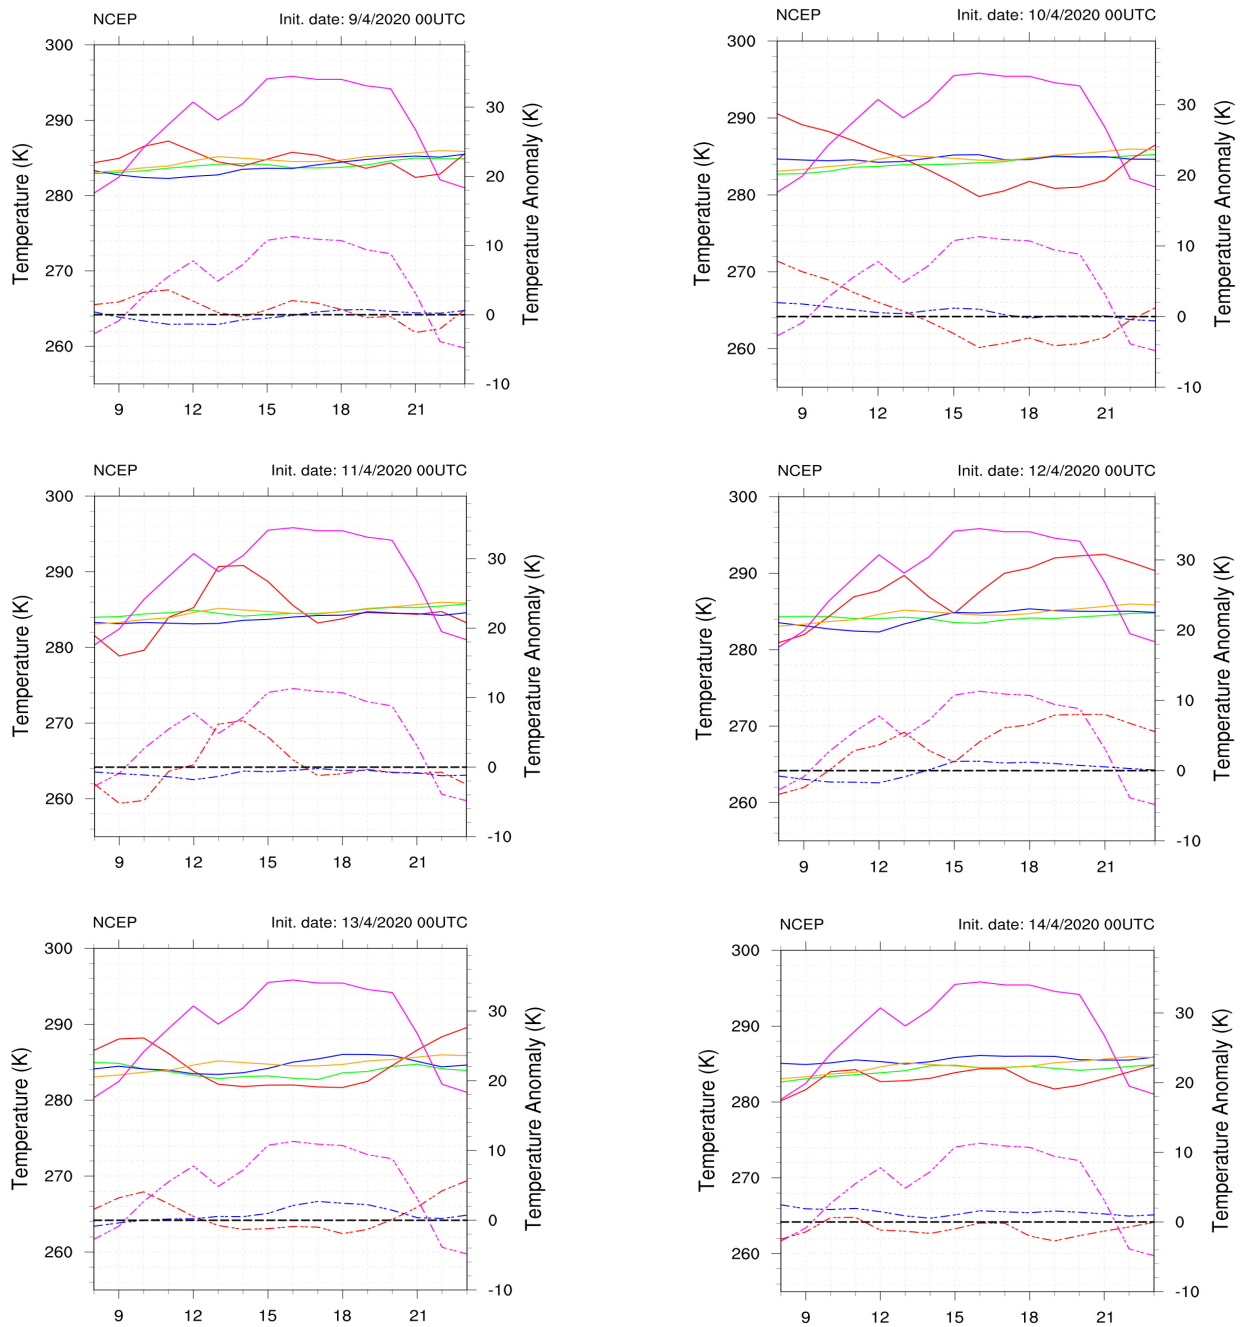 NCEP Init. date: 9/4/2020 00UTC
300
290
280
270
260
30
20
10
0
-10
9 12 15 18 21
Temperature (K)
Temperature Anomaly (K)
NCEP Init. date: 10/4/2020 00UTC
300
290
280
270
260
30
20
10
0
-10
9 12 15 18 21
Temperature (K)
Temperature Anomaly (K)
NCEP Init. date: 11/4/2020 00UTC
300
290
280
270
260
30
20
10
0
-10
9 12 15 18 21
Temperature (K)
Temperature Anomaly (K)
NCEP Init. date: 12/4/2020 00UTC
300
290
280
270
260
30
20
10
0
-10
9 12 15 18 21
Temperature (K)
Temperature Anomaly (K)
NCEP Init. date: 13/4/2020 00UTC
300
290
280
270
260
30
20
10
0
-10
9 12 15 18 21
Temperature (K)
Temperature Anomaly (K)
NCEP Init. date: 14/4/2020 00UTC
300
290
280
270
260
30
20
10
0
-10
9 12 15 18 21
Temperature (K)
Temperature Anomaly (K)